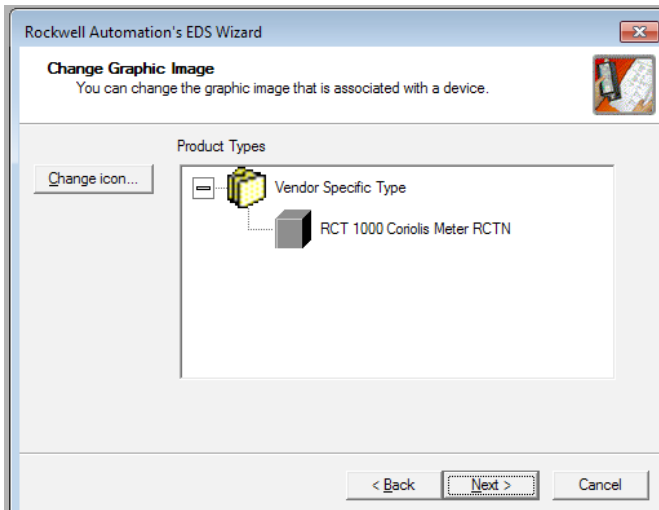 Rockwell Automation's EDS Wizard
Change Graphic Image
You can change the graphic image that is associated with a device.
Product Types
Change icon...
Vendor Specific Type
RCT 1000 Coriolis Meter RCTN
< Back
Next >
Cancel